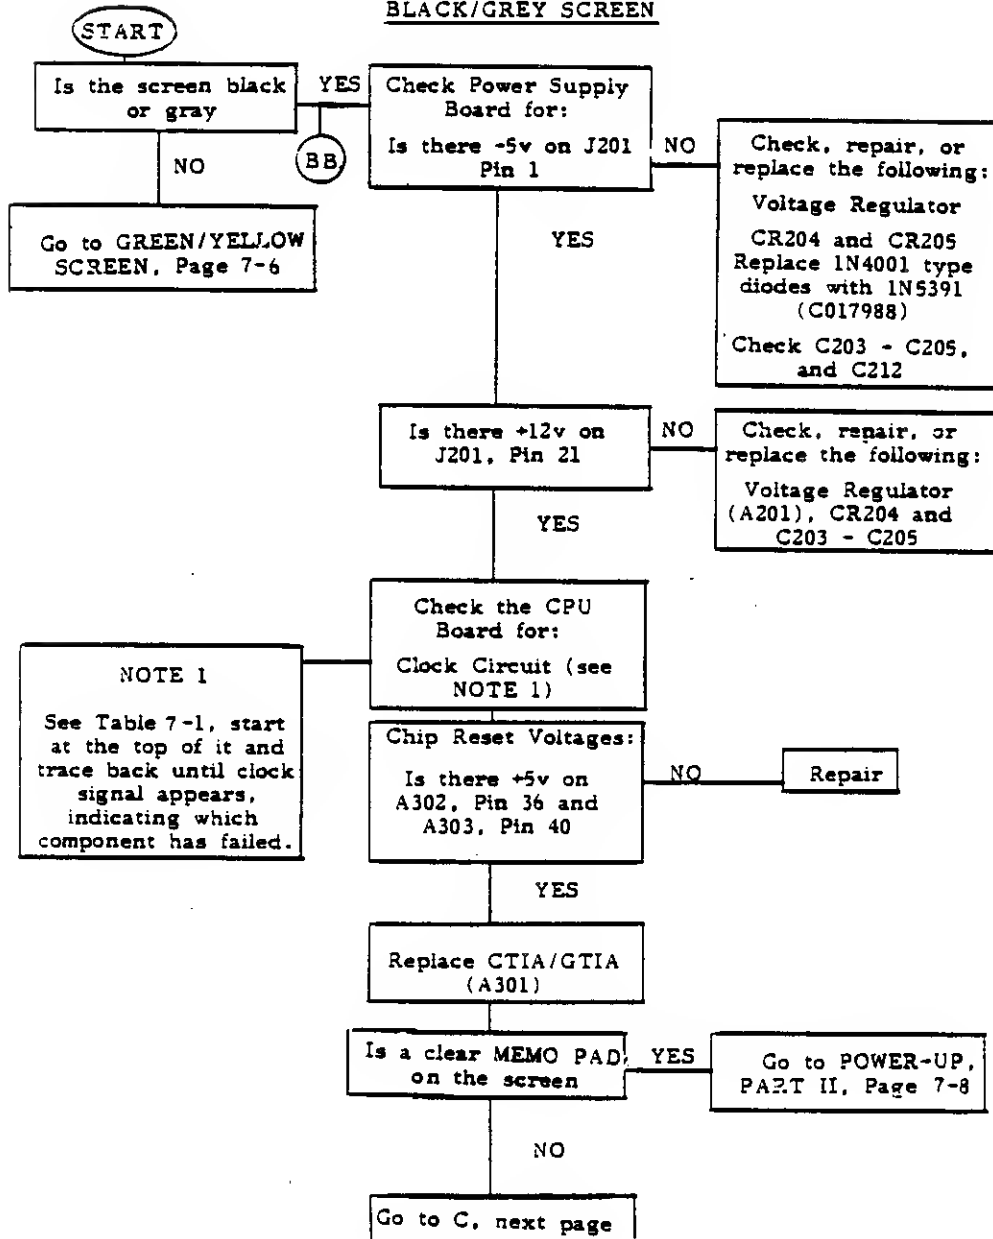 BLACK/GREY SCREEN
START
Is the screen black
or gray
YES
NO
BB
Go to GREEN/YELLOW
SCREEN, Page 7-6
Check Power Supply
Board for:
Is there -5v on J201
Pin 1
NO
YES
Check, repair, or
replace the following:
Voltage Regulator
CR204 and CR205
Replace 1N4001 type
diodes with 1N5391
(C017988)
Check C203 - C205,
and C212
Is there +12v on
J201, Pin 21
NO
YES
Check, repair, or
replace the following:
Voltage Regulator
(A201), CR204 and
C203 - C205
Check the CPU
Board for:
Clock Circuit (see
NOTE 1)
NOTE 1
See Table 7-1, start
at the top of it and
trace back until clock
signal appears,
indicating which
component has failed.
Chip Reset Voltages:
Is there +5v on
A302, Pin 36 and
A303, Pin 40
NO
Repair
YES
Replace CTIA/GTIA
(A301)
Is a clear MEMO PAD
on the screen
YES
Go to POWER-UP,
PART II, Page 7-8
NO
Go to C, next page